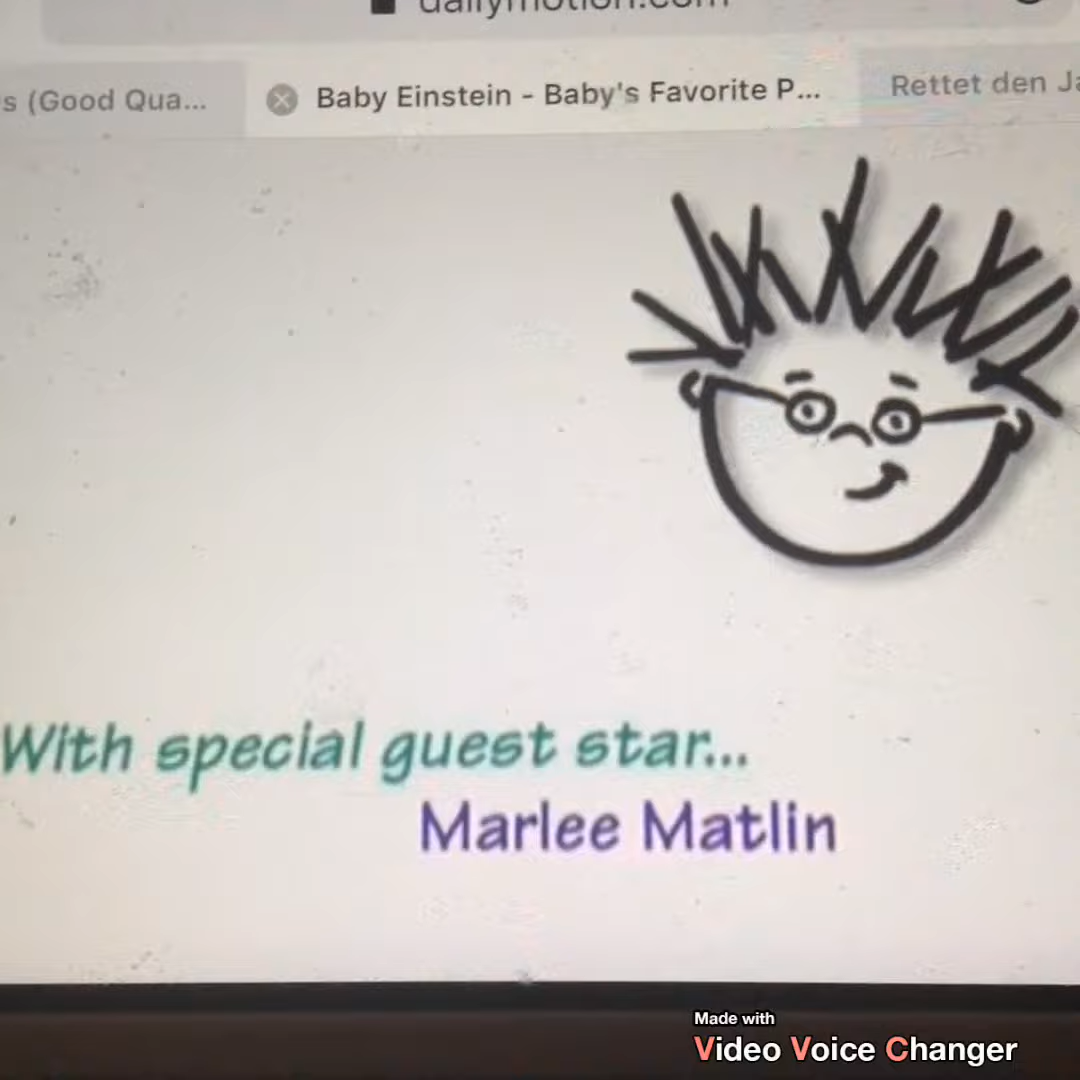 dailymotion.com
s (Good Qua...
Baby Einstein - Baby's Favorite P...
Rettet den Ja
With special guest star...
Marlee Matlin
Made with
Video Voice Changer